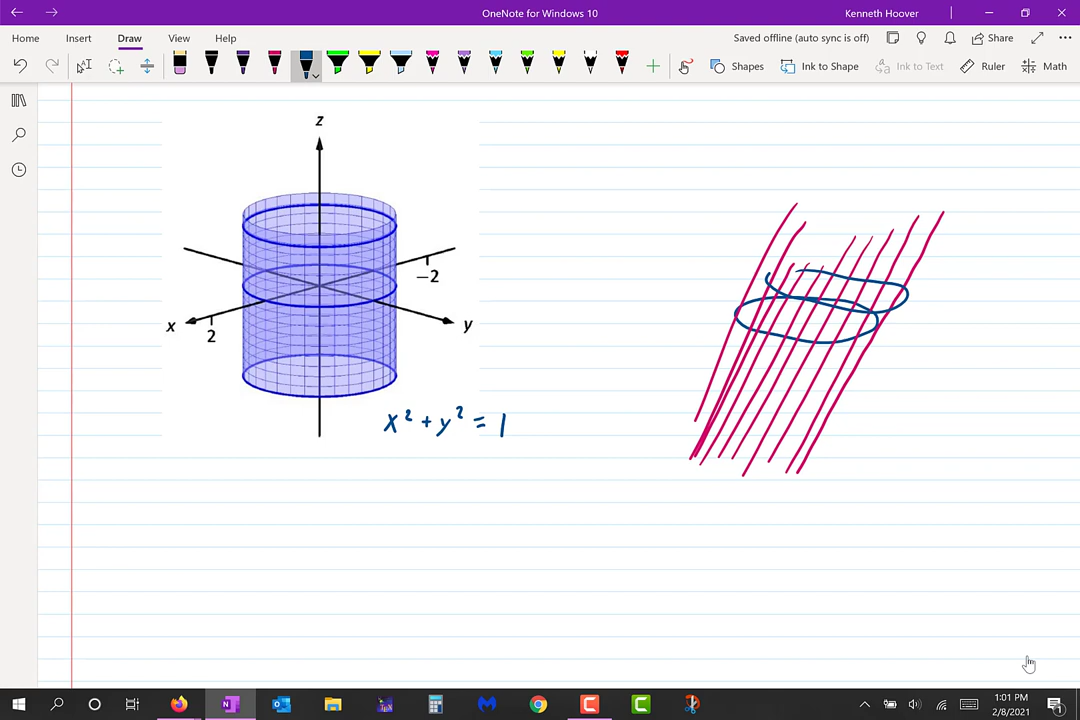 OneNote for Windows 10
Kenneth Hoover
Home Insert Draw View Help
Saved offline (auto sync is off)
Share
Shapes
Ink to Shape
Ink to Text
Ruler
Math
z
-2
x
2
y
x² + y² = 1
1:01 PM
2/8/2021